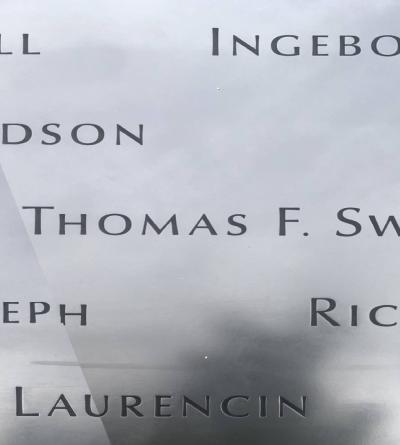 LL INGEBO
DSON
THOMAS F. SW
EPH RIC
LAURENCIN